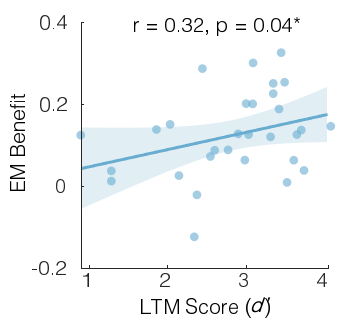 r = 0.32, p = 0.04*
0.4
0.2
0
-0.2
EM Benefit
1 2 3 4
LTM Score (d')